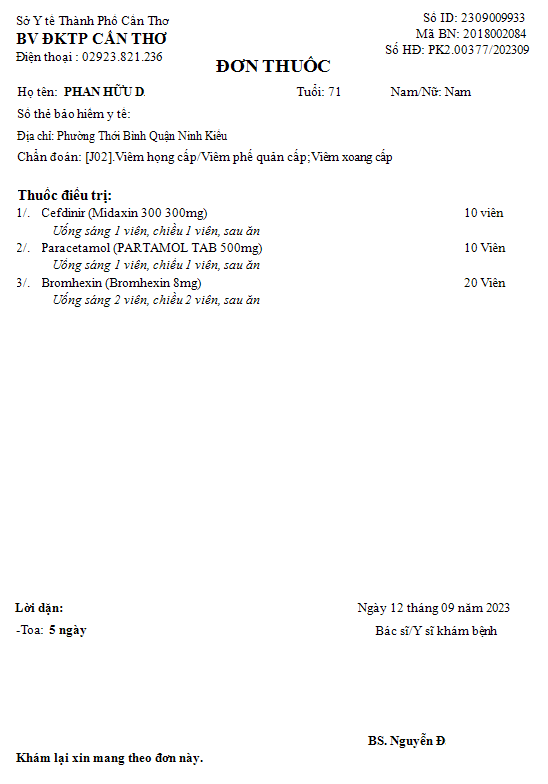 Sở Y tế Thành Phố Cần Thơ
BV ĐKTP CẦN THƠ
Điện thoại : 02923.821.236
Số ID: 2309009933
Mã BN: 2018002084
Số HĐ: PK2.00377/202309
ĐƠN THUỐC
Họ tên: PHAN HỮU D. Tuổi: 71 Nam/Nữ: Nam
Số thẻ bảo hiểm y tế:
Địa chỉ: Phường Thới Bình Quận Ninh Kiều
Chẩn đoán: [J02].Viêm họng cấp/Viêm phế quản cấp;Viêm xoang cấp
Thuốc điều trị:
1/. Cefdinir (Midaxin 300 300mg) 10 viên
Uống sáng 1 viên, chiều 1 viên, sau ăn
2/. Paracetamol (PARTAMOL TAB 500mg) 10 Viên
Uống sáng 1 viên, chiều 1 viên, sau ăn
3/. Bromhexin (Bromhexin 8mg) 20 Viên
Uống sáng 2 viên, chiều 2 viên, sau ăn
Lời dặn: Ngày 12 tháng 09 năm 2023
-Toa: 5 ngày Bác sĩ/Y sĩ khám bệnh
BS. Nguyễn Đ
Khám lại xin mang theo đơn này.